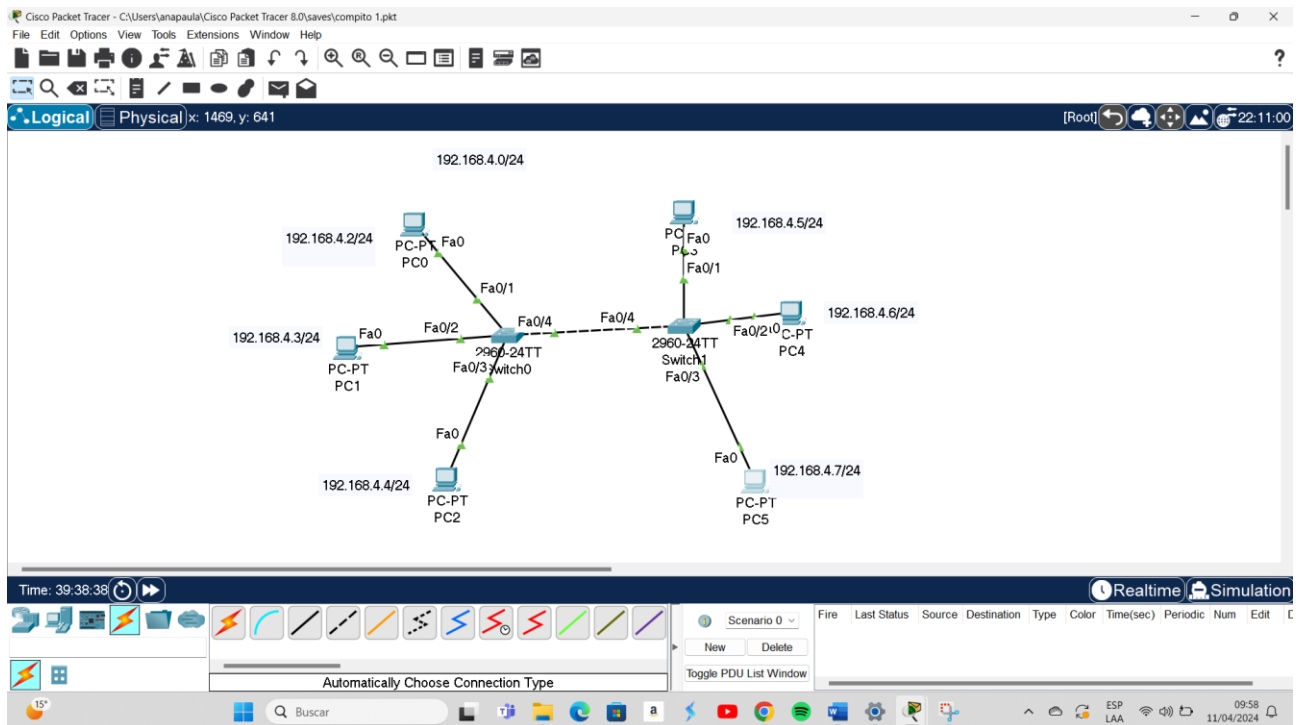 Cisco Packet Tracer - C:\Users\anapaula\Cisco Packet Tracer 8.0\saves\compito 1.pkt
File Edit Options View Tools Extensions Window Help
?
Logical Physical x: 1469, y: 641 [Root] 22:11:00
192.168.4.0/24
192.168.4.2/24
PC-PT
PC0
Fa0
Fa0/1
192.168.4.3/24
Fa0
PC-PT
PC1
Fa0/2
Fa0/4
2960-24TT
Switch0
Fa0/3
Fa0
192.168.4.4/24
PC-PT
PC2
192.168.4.5/24
PC
Fa0
Fa0/1
Fa0/4
2960-24TT
Switch1
Fa0/3
Fa0/2
192.168.4.6/24
C-PT
PC4
Fa0
192.168.4.7/24
PC-PT
PC5
Time: 39:38:38 Realtime Simulation
Scenario 0
New Delete
Toggle PDU List Window
Fire Last Status Source Destination Type Color Time(sec) Periodic Num Edit D
Automatically Choose Connection Type
15°
Buscar
a
ESP
LAA
09:58
11/04/2024